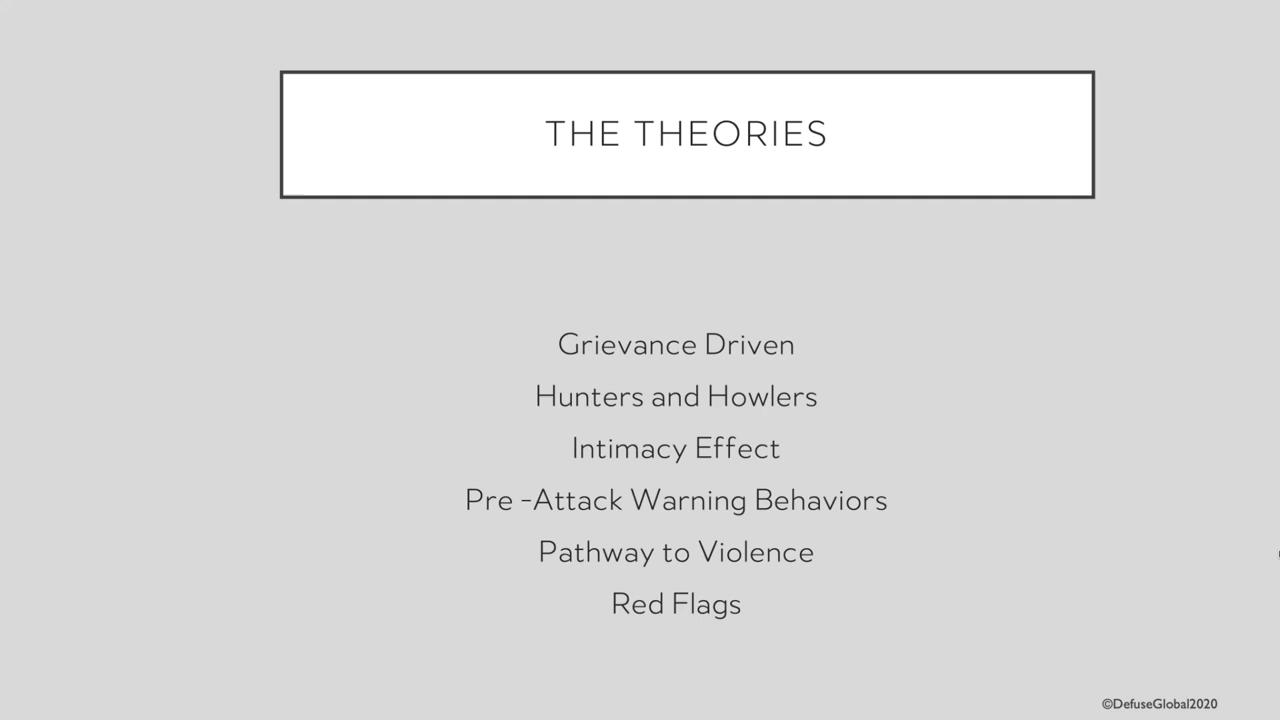 THE THEORIES
Grievance Driven
Hunters and Howlers
Intimacy Effect
Pre -Attack Warning Behaviors
Pathway to Violence
Red Flags
©DefuseGlobal2020